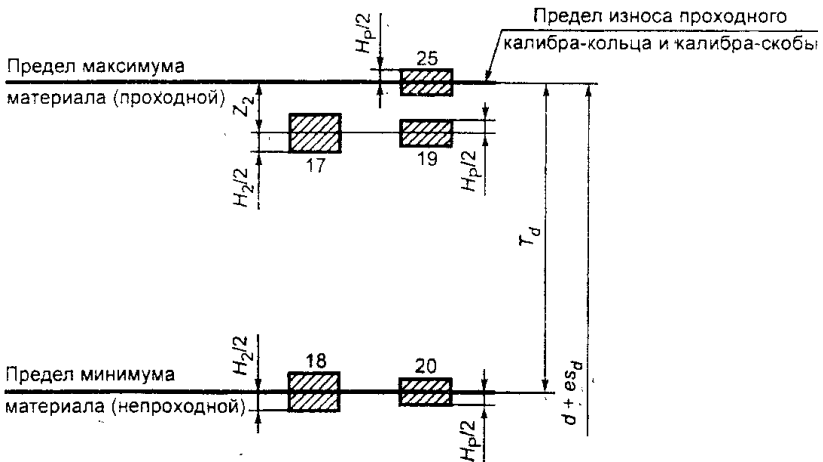 Предел износа проходного
калибра-кольца и калибра-скобы
Предел максимума
материала (проходной)
H_P/2
25
Z_2
17
19
H_P/2
H_2/2
T_d
d + es_d
Предел минимума
материала (непроходной)
H_2/2
18
20
H_P/2